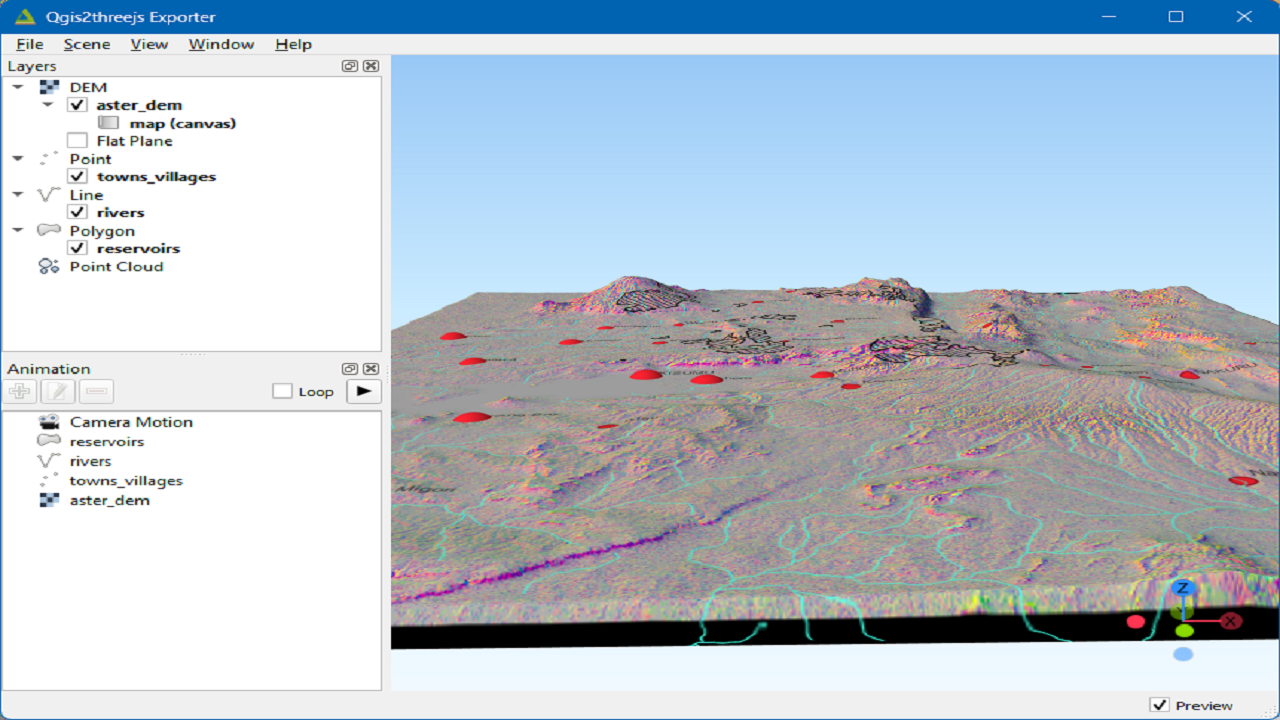 Qgis2threejs Exporter
File Scene View Window Help
Layers
DEM
aster_dem
map (canvas)
Flat Plane
Point
towns_villages
Line
rivers
Polygon
reservoirs
Point Cloud
Animation
Loop
Camera Motion
reservoirs
rivers
towns_villages
aster_dem
Migori
Z
X
Preview